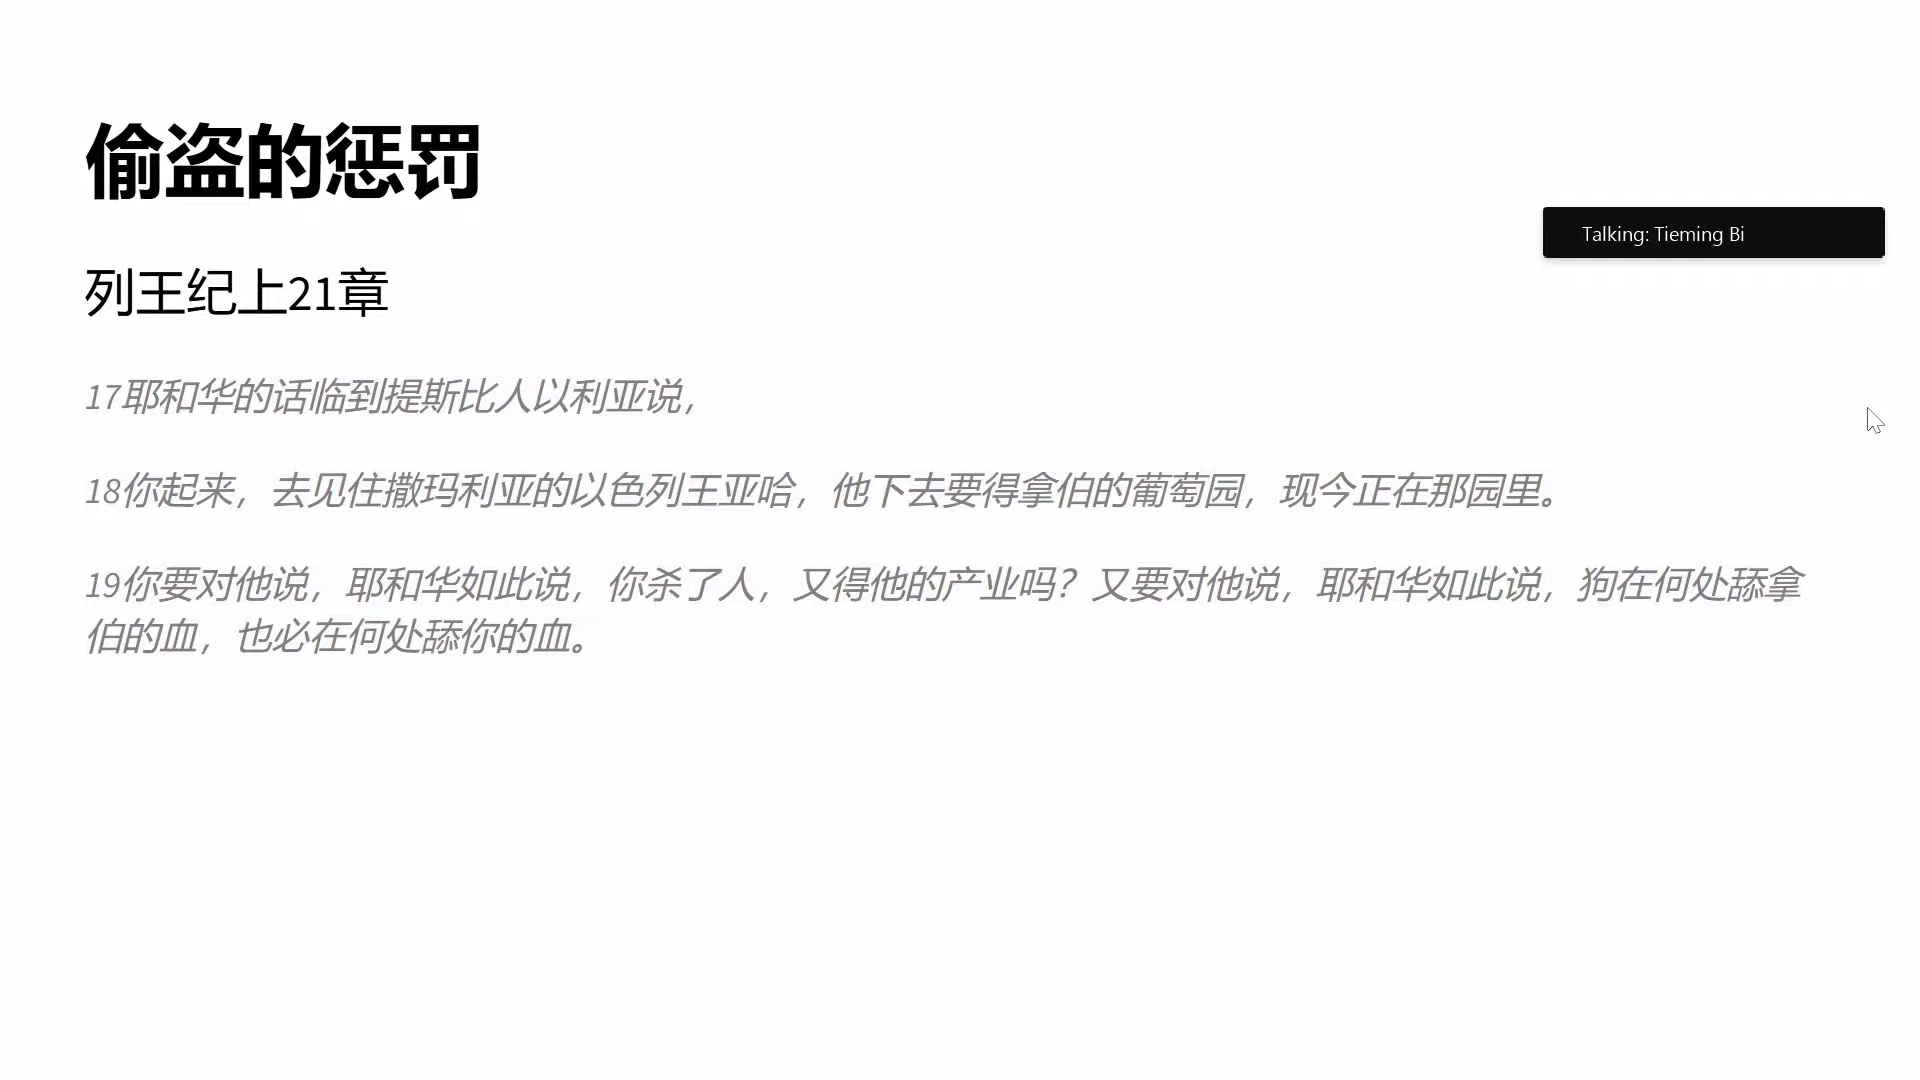 偷盗的惩罚
Talking: Tieming Bi
列王纪上21章
17耶和华的话临到提斯比人以利亚说，
18你起来，去见住撒玛利亚的以色列王亚哈，他下去要得拿伯的葡萄园，现今正在那园里。
19你要对他说，耶和华如此说，你杀了人，又得他的产业吗？又要对他说，耶和华如此说，狗在何处舔拿
伯的血，也必在何处舔你的血。